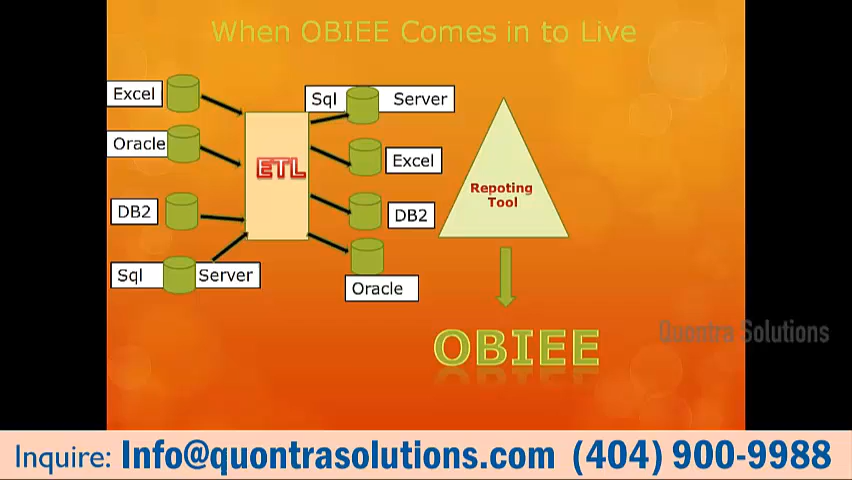 When OBIEE Comes in to Live
Excel
Oracle
DB2
Sql Server
ETL
Sql Server
Excel
DB2
Oracle
Repoting
Tool
OBIEE
Quontra Solutions
Inquire: Info@quontrasolutions.com (404) 900-9988